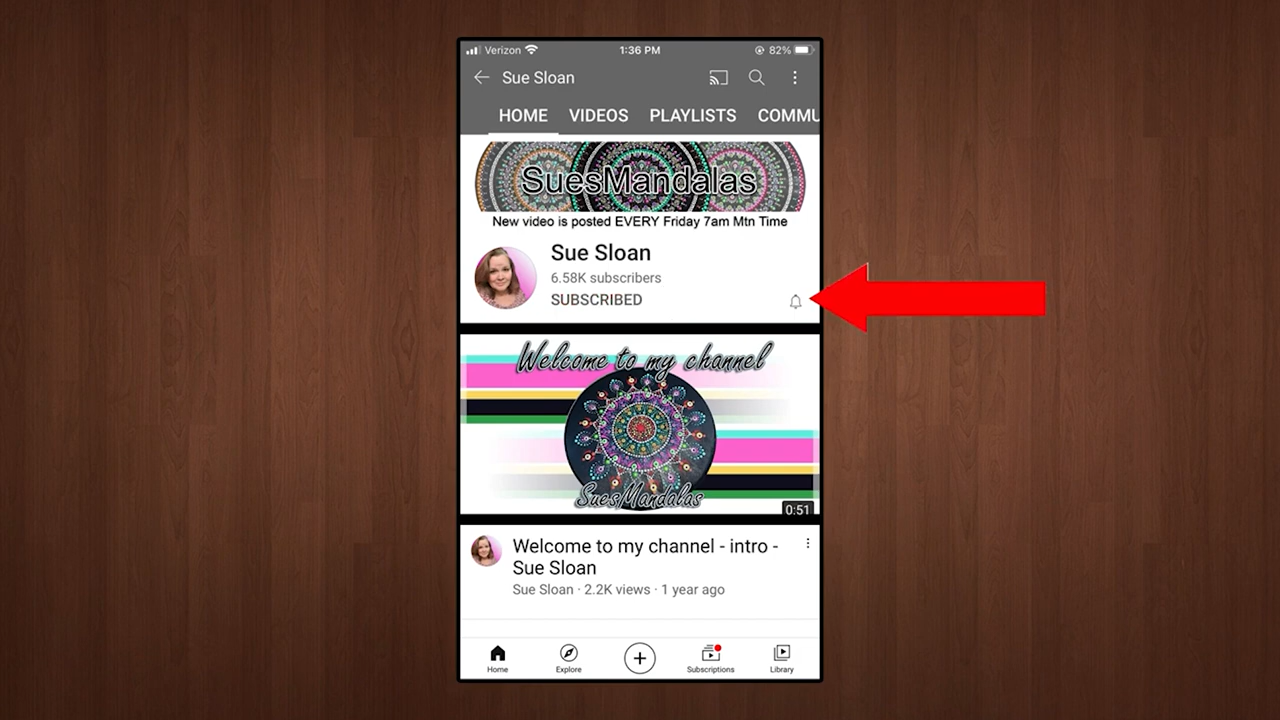 Verizon 1:36 PM 82%
Sue Sloan
HOME VIDEOS PLAYLISTS COMMU
SuesMandalas
New video is posted EVERY Friday 7am Mtn Time
Sue Sloan
6.58K subscribers
SUBSCRIBED
Welcome to my channel
SuesMandalas
0:51
Welcome to my channel - intro -
Sue Sloan
Sue Sloan · 2.2K views · 1 year ago
Home Explore Subscriptions Library